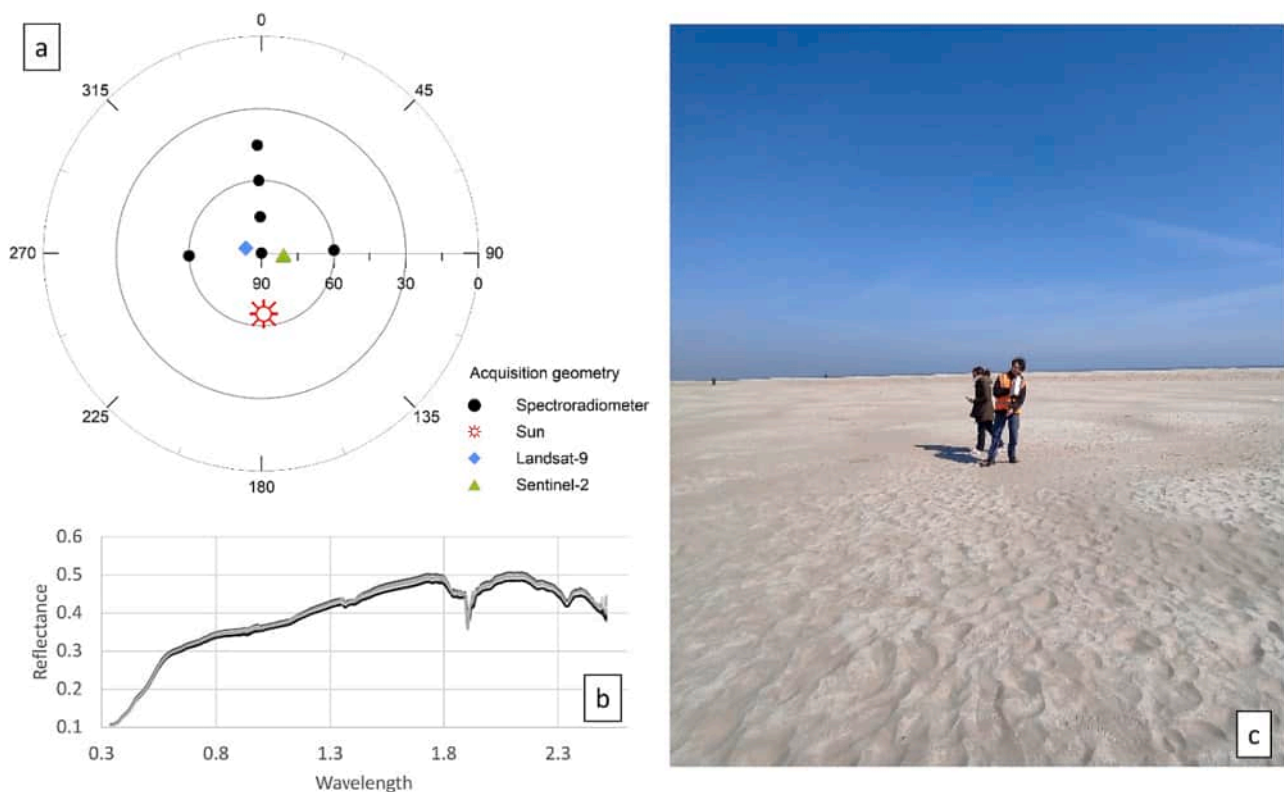 a
0
315
45
270
90
90
60
30
0
225
135
180
Acquisition geometry
Spectroradiometer
Sun
Landsat-9
Sentinel-2
0.6
0.5
0.4
0.3
0.2
0.1
Reflectance
0.3
0.8
1.3
1.8
2.3
Wavelength
b
c